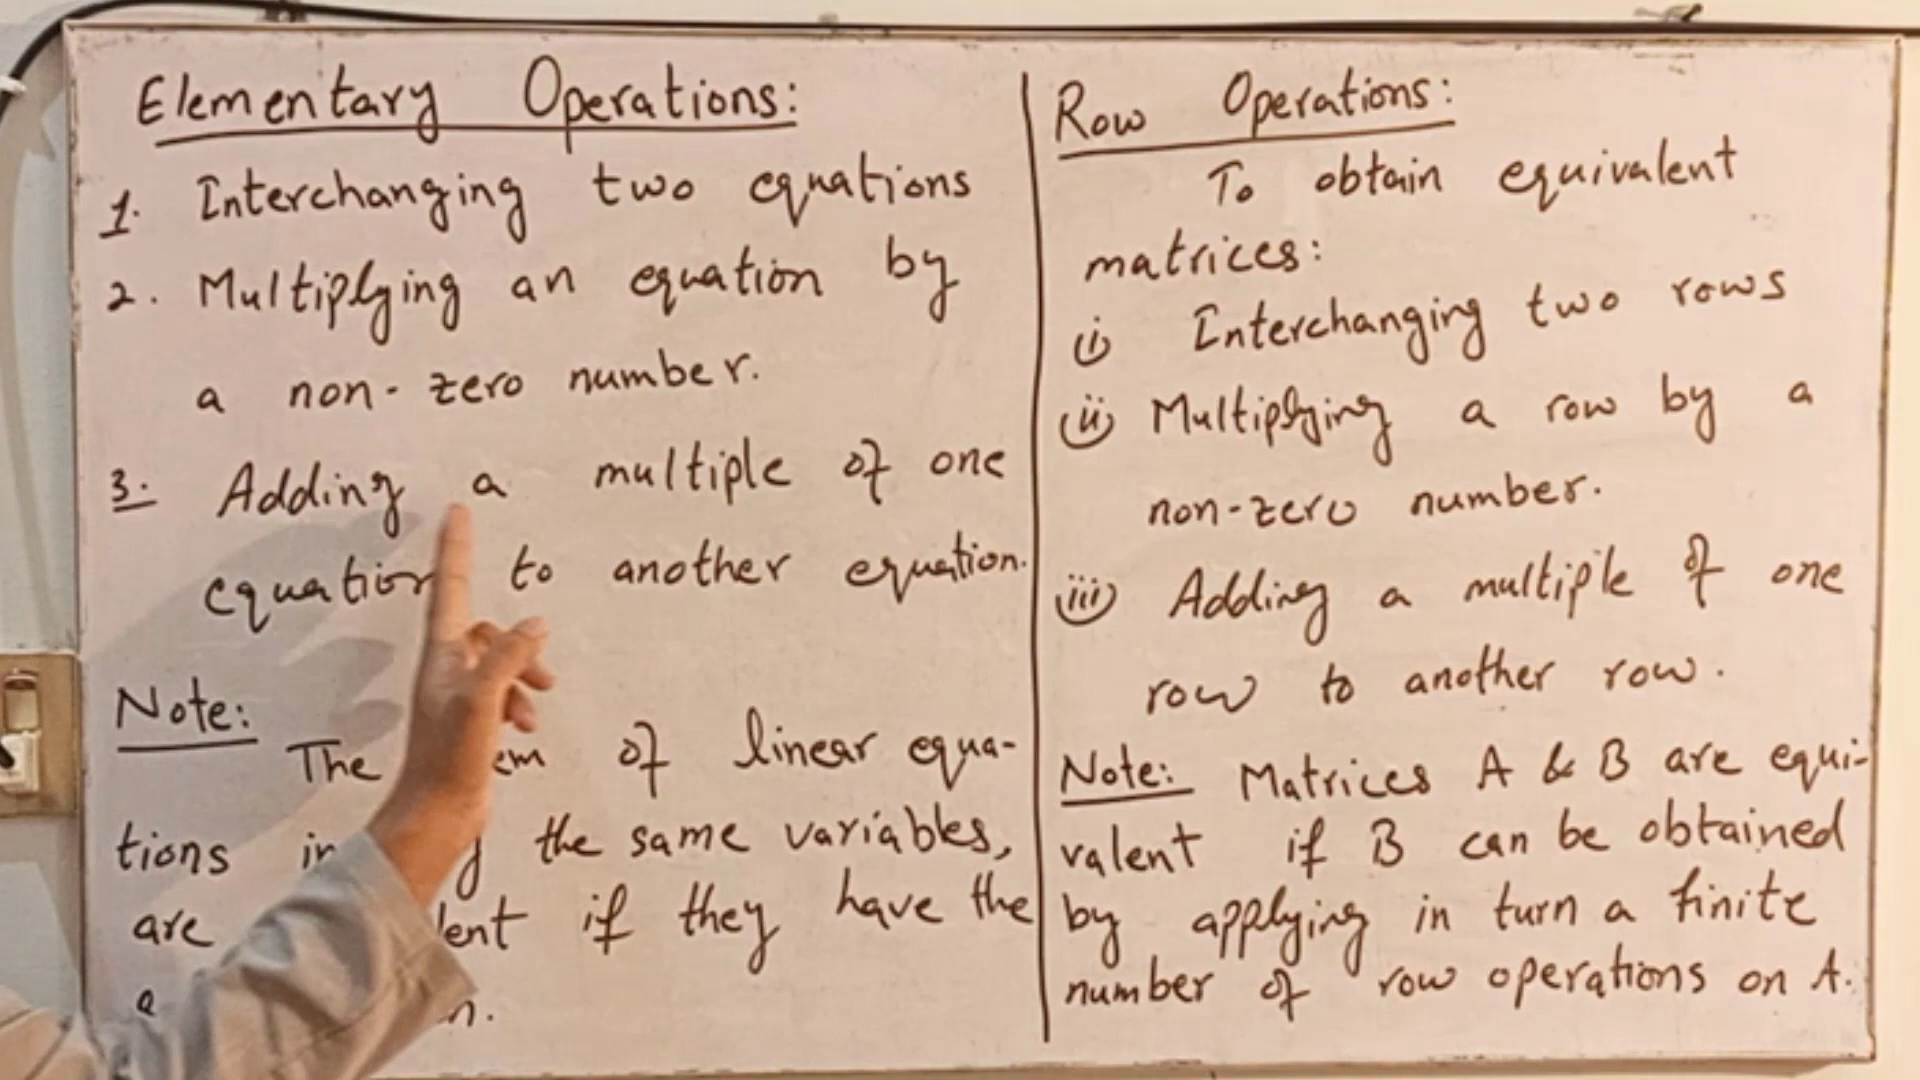 Elementary Operations:
1. Interchanging two equations
2. Multiplying an equation by
a non-zero number.
3. Adding a multiple of one
equation to another equation.
Note:
The of linear equa-
tions the same variables,
are if they have the
Row Operations:
To obtain equivalent
matrices:
(i) Interchanging two rows
(ii) Multiplying a row by a
non-zero number.
(iii) Adding a multiple of one
row to another row.
Note: Matrices A & B are equi-
valent if B can be obtained
by applying in turn a finite
number of row operations on A.